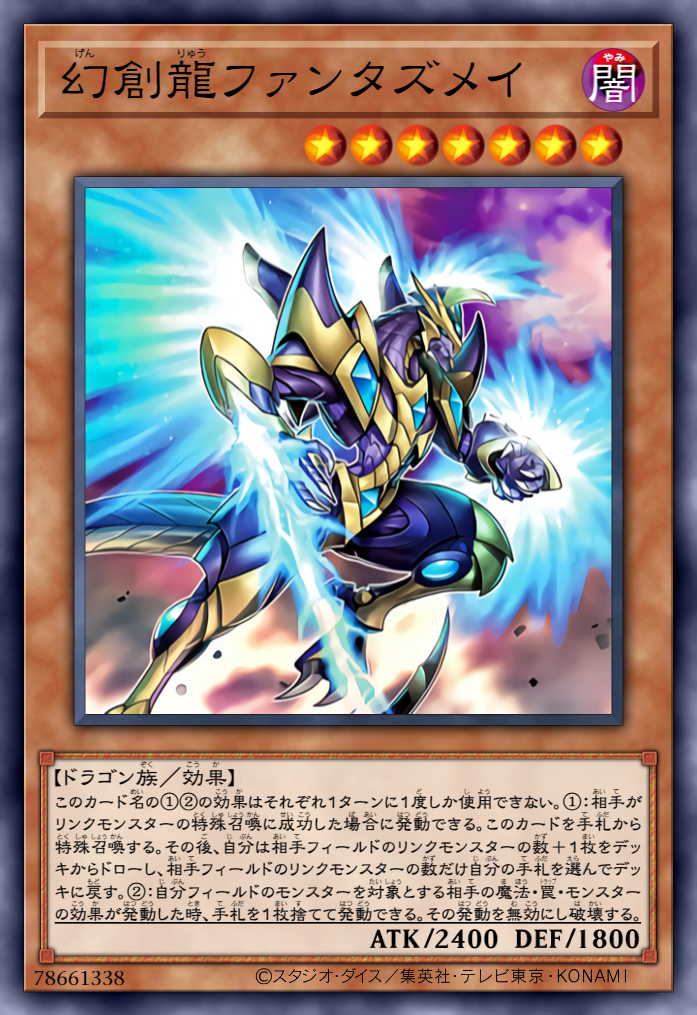 幻創龍ファンタズメイ
闇
【ドラゴン族／効果】
このカード名の①②の効果はそれぞれ1ターンに1度しか使用できない。①：相手が
リンクモンスターの特殊召喚に成功した場合に発動できる。このカードを手札から
特殊召喚する。その後、自分は相手フィールドのリンクモンスターの数＋1枚をデッ
キからドローし、相手フィールドのリンクモンスターの数だけ自分の手札を選んでデッ
キに戻す。②：自分フィールドのモンスターを対象とする相手の魔法・罠・モンスター
の効果が発動した時、手札を1枚捨てて発動できる。その発動を無効にし破壊する。
ATK/2400 DEF/1800
78661338 ©スタジオ・ダイス／集英社・テレビ東京・KONAMI